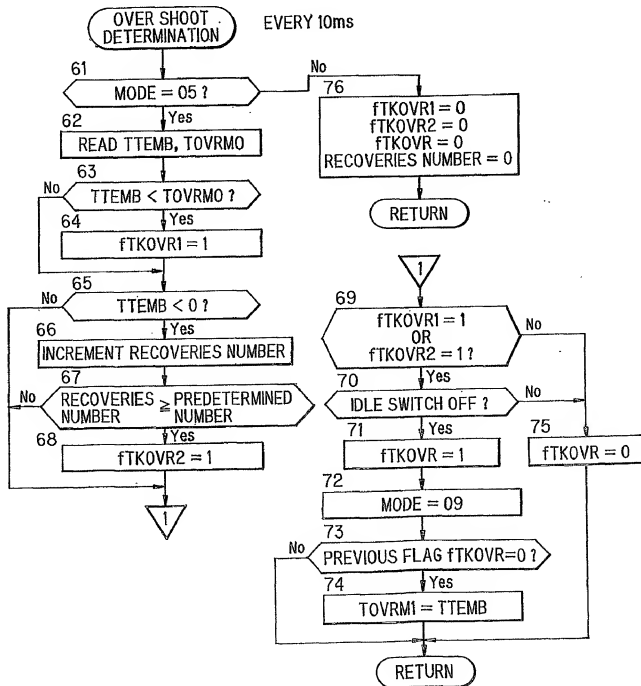 OVER SHOOT
DETERMINATION
EVERY 10ms
61
MODE = 05 ?
No
Yes
62
READ TTEMB, TOVRMO
63
TTEMB < TOVRMO ?
No
Yes
64
fTKOVR1 = 1
65
TTEMB < 0 ?
No
Yes
66
INCREMENT RECOVERIES NUMBER
67
RECOVERIES ≧ PREDETERMINED
NUMBER NUMBER
No
Yes
68
fTKOVR2 = 1
1
76
fTKOVR1 = 0
fTKOVR2 = 0
fTKOVR = 0
RECOVERIES NUMBER = 0
RETURN
1
69
fTKOVR1 = 1
OR
fTKOVR2 = 1 ?
No
Yes
70
IDLE SWITCH OFF ?
No
Yes
71
fTKOVR = 1
75
fTKOVR = 0
72
MODE = 09
73
PREVIOUS FLAG fTKOVR=0 ?
No
Yes
74
TOVRM1 = TTEMB
RETURN